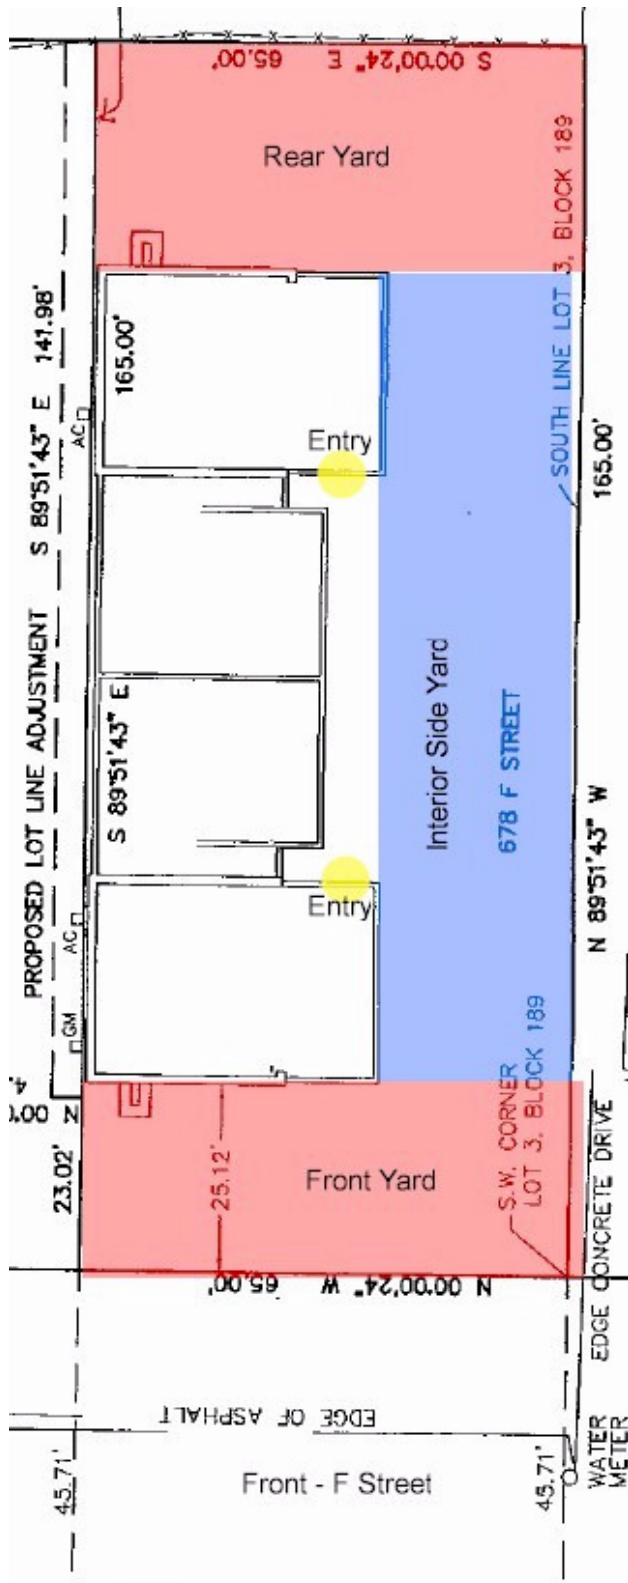 S 00°00'24" E 65.00'
Rear Yard
SOUTH LINE LOT 3, BLOCK 189
165.00'
S 89°51'43" E 141.98'
PROPOSED LOT LINE ADJUSTMENT
AC
Entry
165.00'
S 89°51'43" E
Interior Side Yard
678 F STREET
N 89°51'43" W
Entry
AC
GM
S.W. CORNER
LOT 3, BLOCK 189
23.02'
25.12'
Front Yard
N 00°00'24" W 65.00'
EDGE CONCRETE DRIVE
EDGE OF ASPHALT
45.71'
Front - F Street
45.71'
WATER
METER